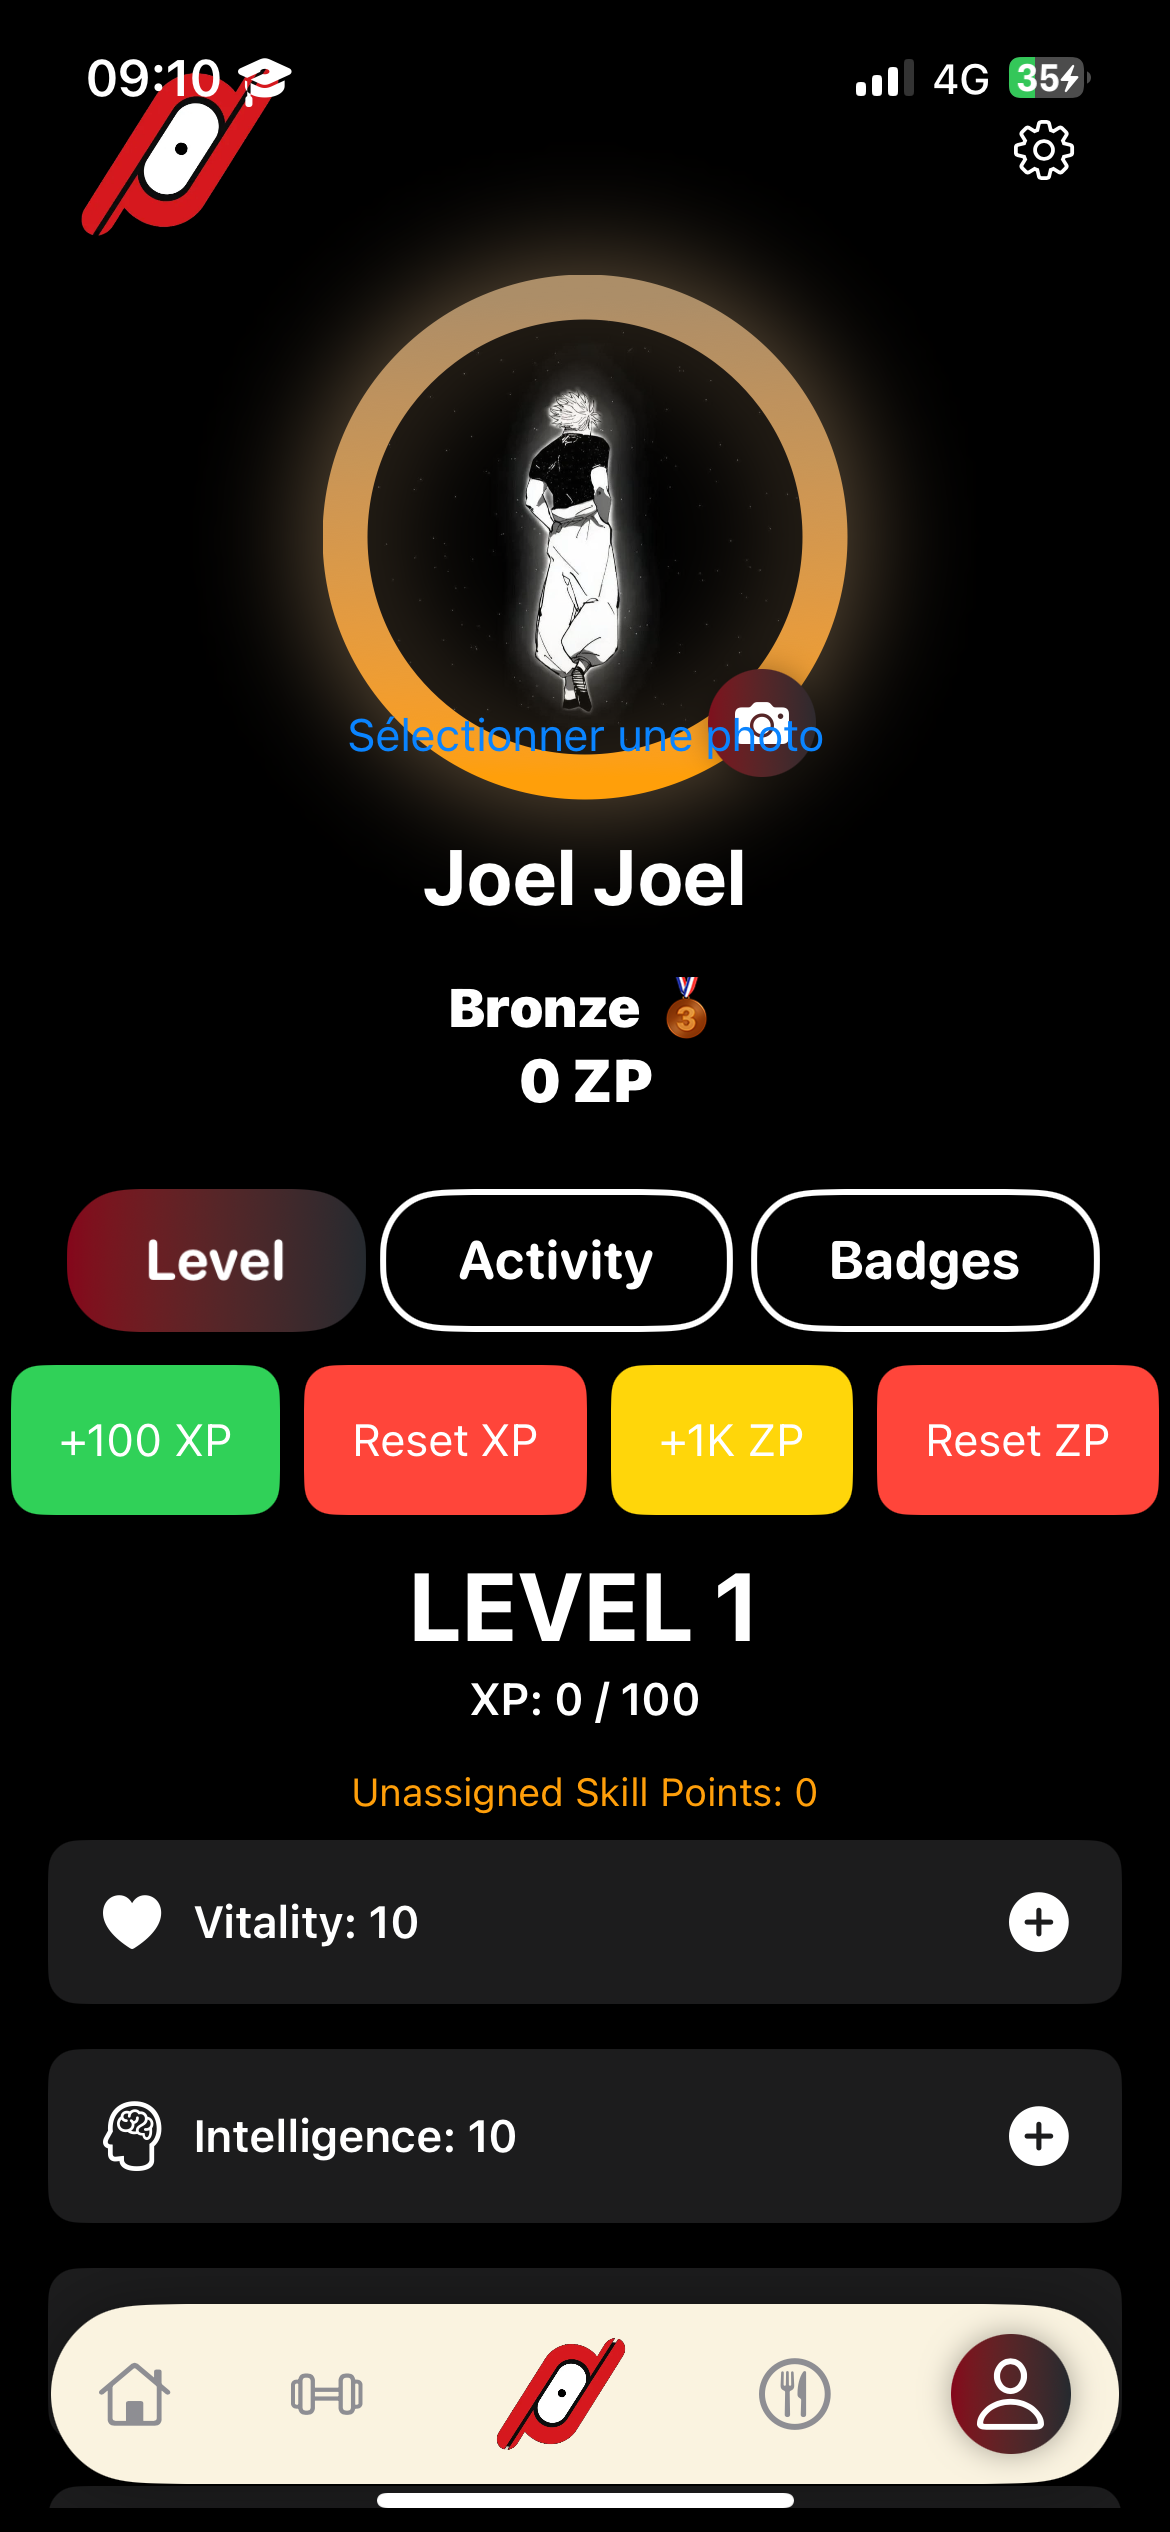 09:10
4G
35
Sélectionner une photo
Joel Joel
Bronze 3
0 ZP
Level Activity Badges
+100 XP Reset XP +1K ZP Reset ZP
LEVEL 1
XP: 0 / 100
Unassigned Skill Points: 0
Vitality: 10
Intelligence: 10